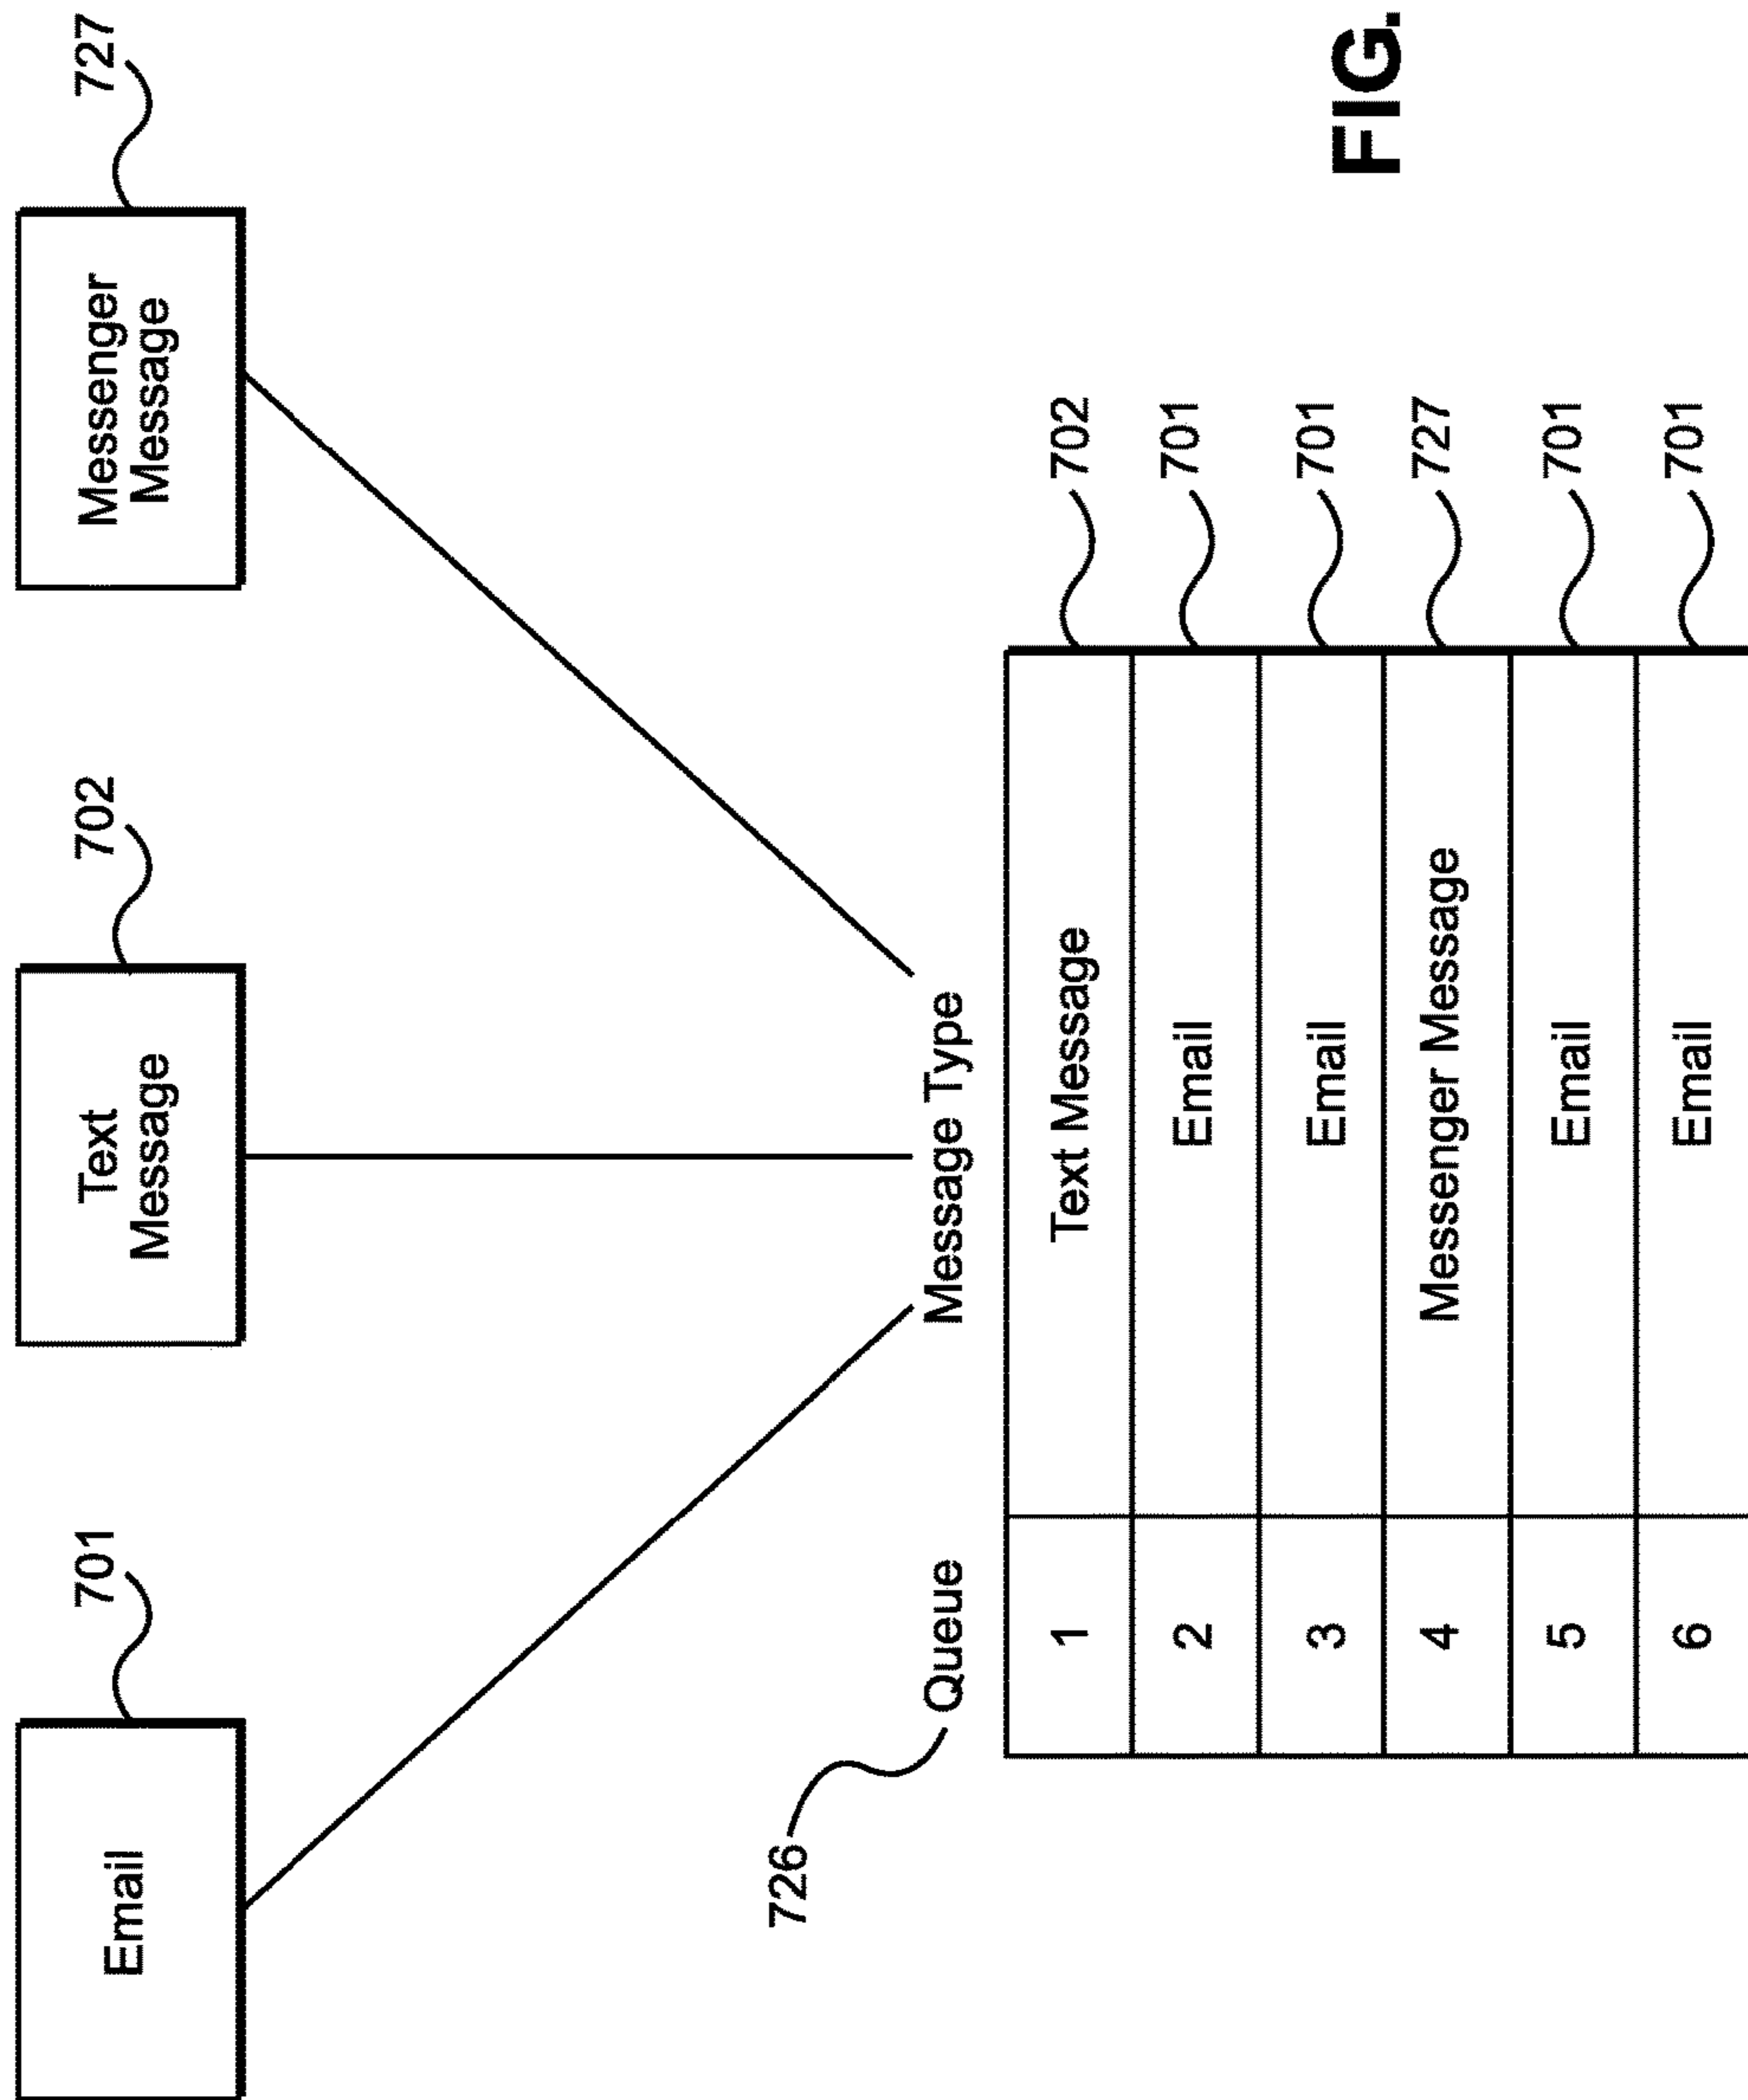 701
702
727
Email
Text
Message
Messenger
Message
726
Queue
Message Type
1
Text Message
702
2
Email
701
3
Email
701
4
Messenger Message
727
5
Email
701
6
Email
701
FIG.